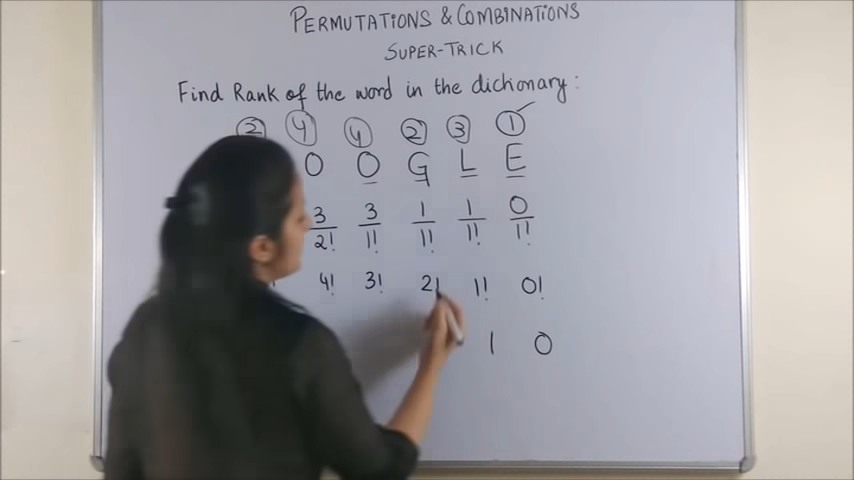 PERMUTATIONS & COMBINATIONS
SUPER-TRICK
Find Rank of the word in the dictionary:
2 4 4 2 3 1 ✓
O O G L E
3/2! 3/1! 1/1! 1/1! 0/1!
4! 3! 2! 1! 0!
1 0